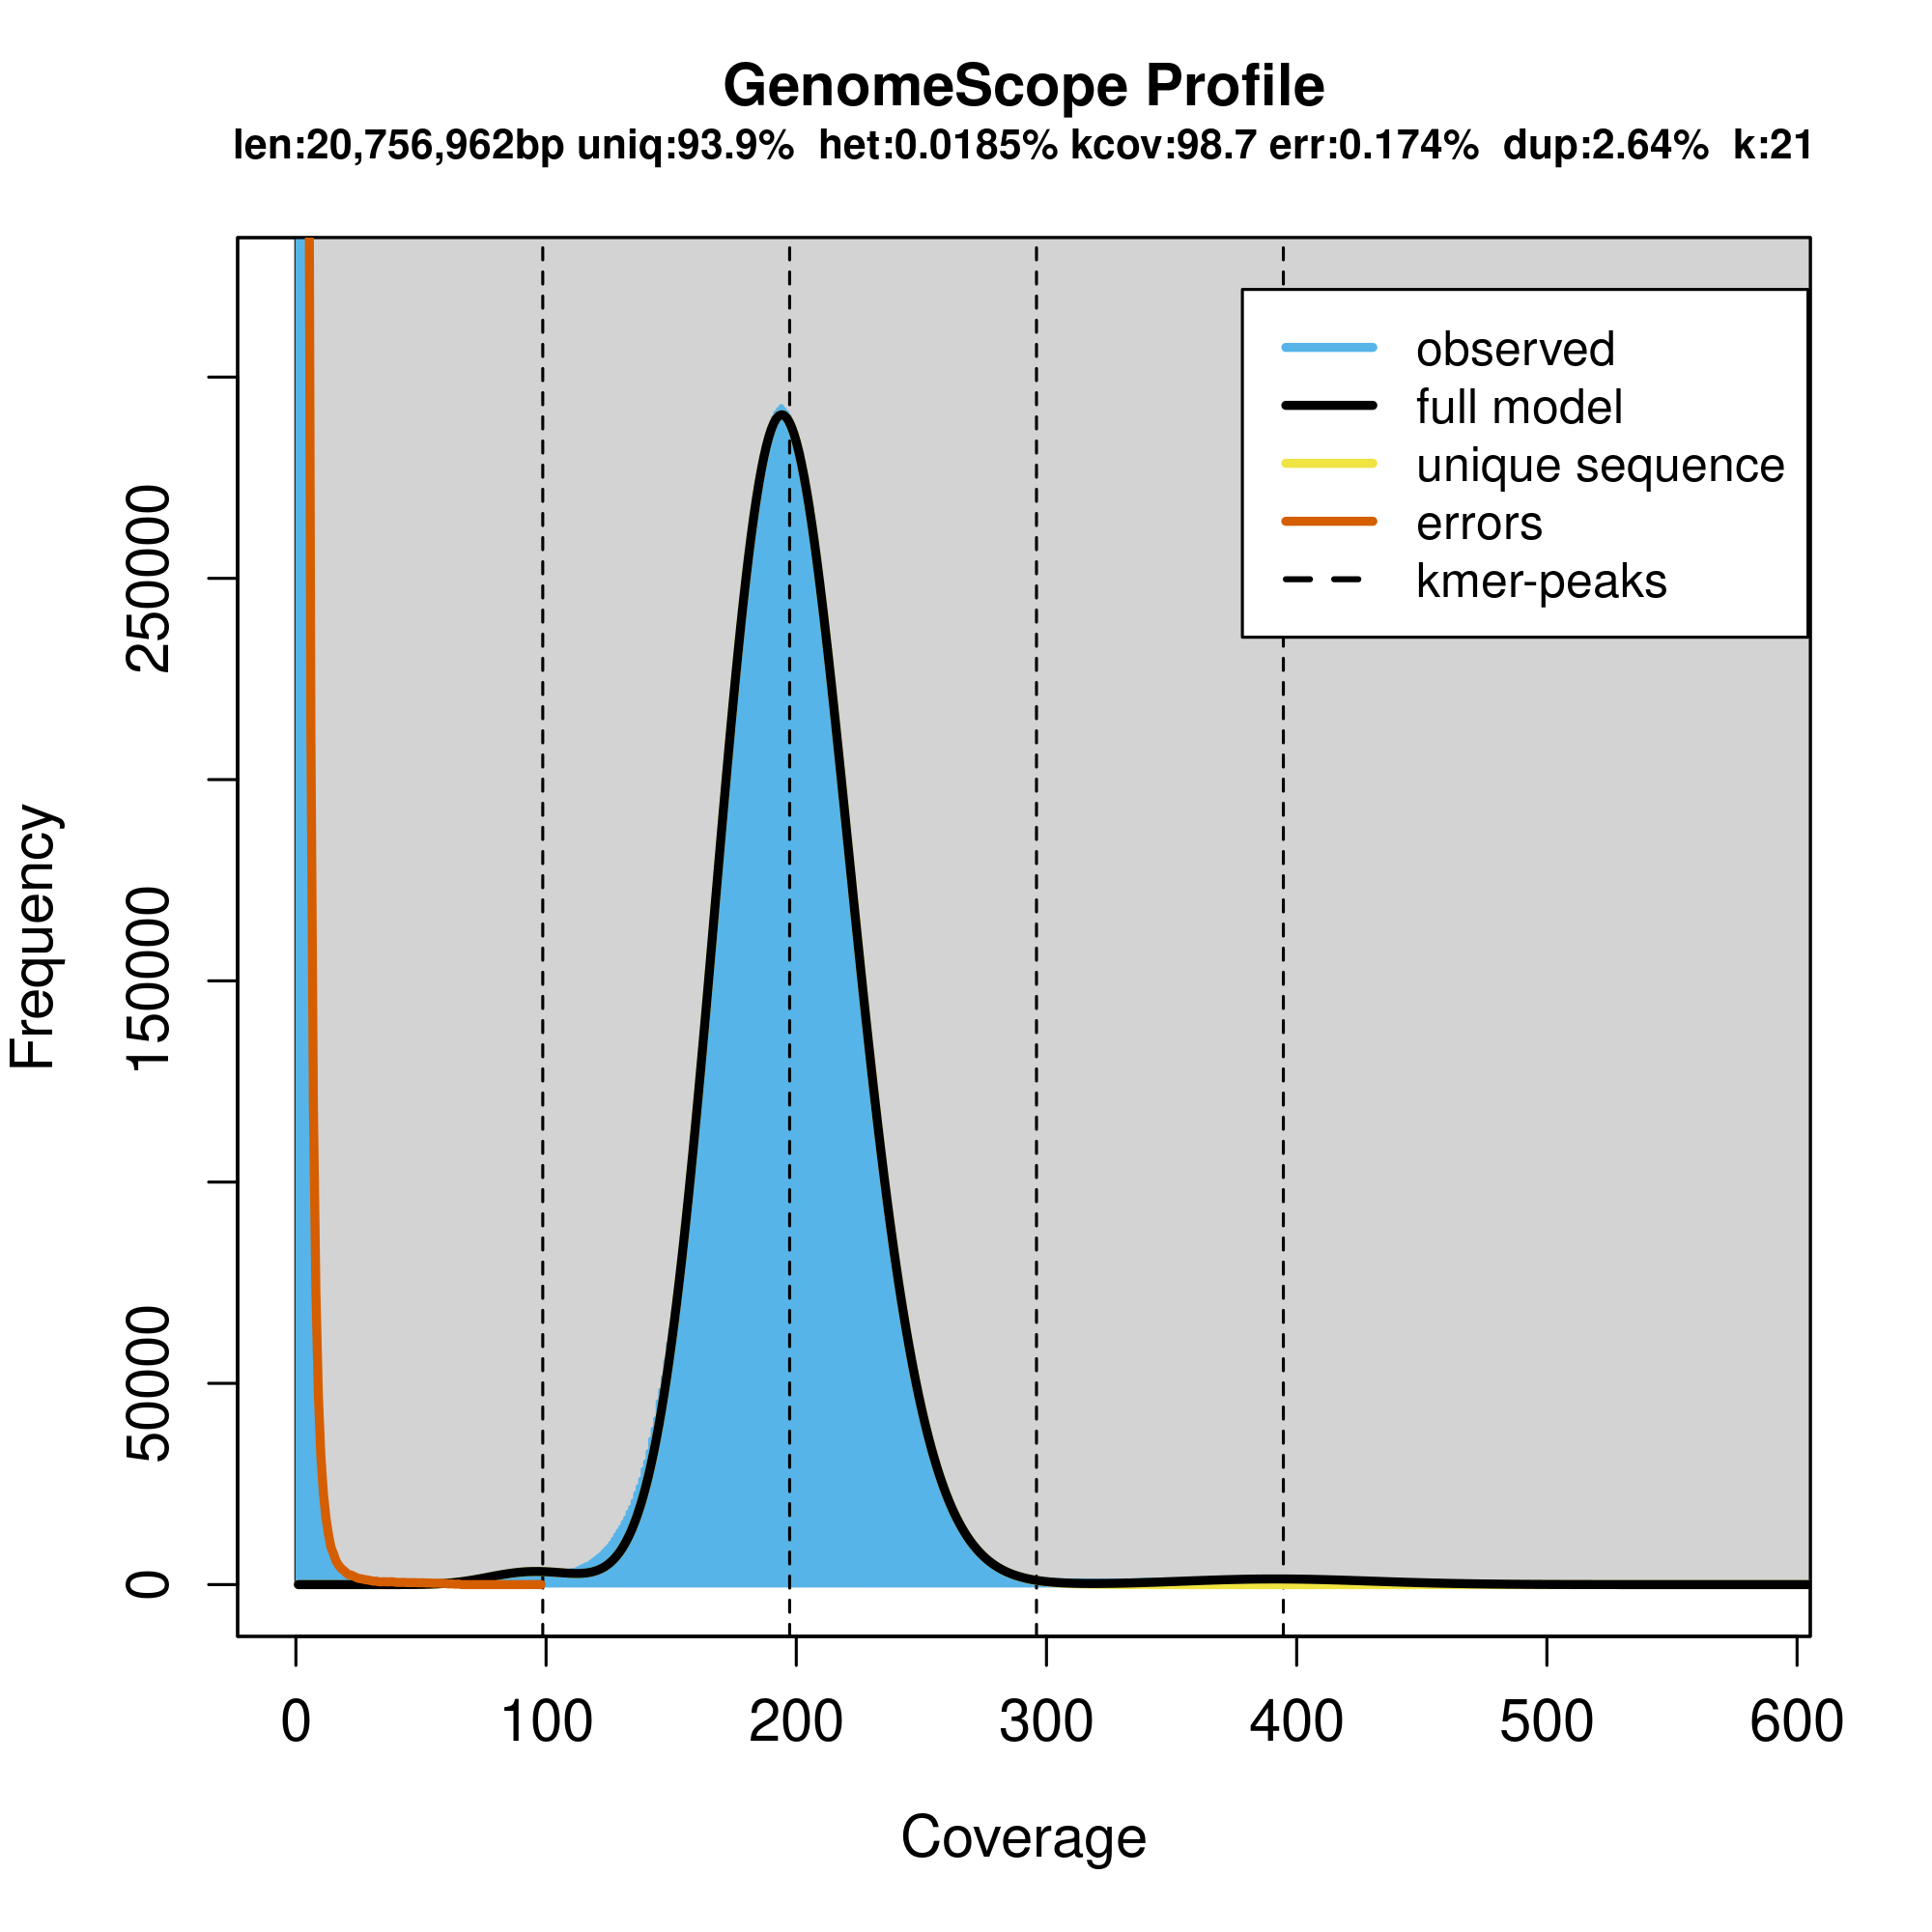 GenomeScope Profile
len:20,756,962bp uniq:93.9% het:0.0185% kcov:98.7 err:0.174% dup:2.64% k:21
observed
full model
unique sequence
errors
kmer-peaks
Frequency
250000
150000
50000
0
0 100 200 300 400 500 600
Coverage